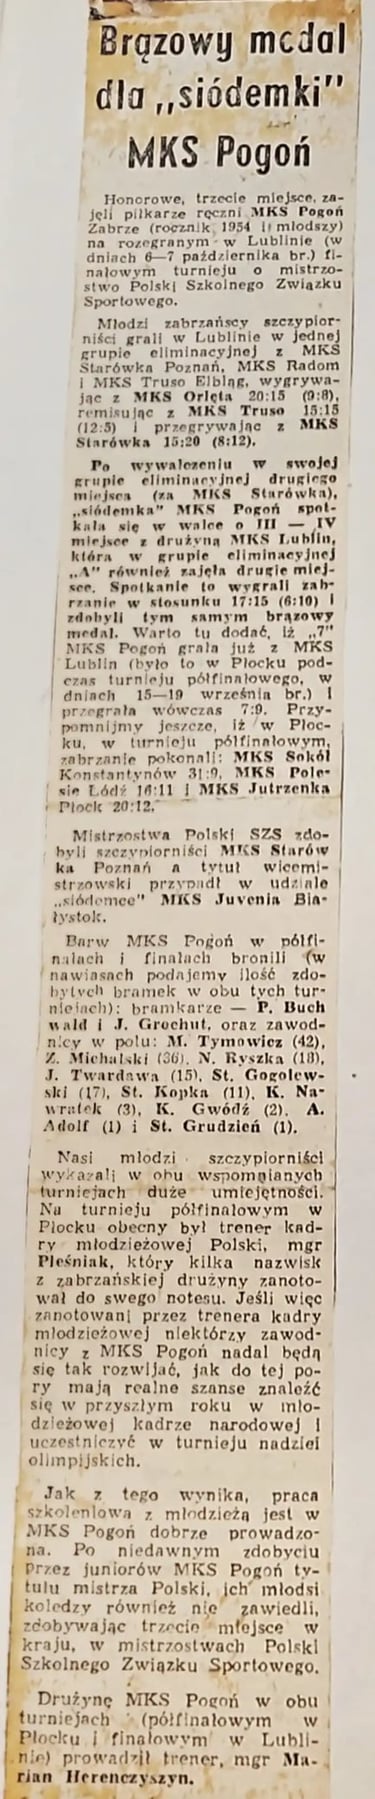 Brązowy medal
dla „siódemki"
MKS Pogoń
Honorowe, trzecie miejsce, za-
jęli piłkarze ręczni MKS Pogoń
Zabrze (rocznik 1954 i młodszy)
na rozegranym w Lublinie (w
dniach 6—7 października br.) fi-
nałowym turnieju o mistrzo-
stwo Polski Szkolnego Związku
Sportowego.
Młodzi zabrzańscy szczypior-
niści grali w Lublinie w jednej
grupie eliminacyjnej z MKS
Starówka Poznań, MKS Radom
i MKS Truso Elbląg, wygrywa-
jąc z MKS Orlęta 20:15 (9:8),
remisując z MKS Truso 15:15
(12:5) i przegrywając z MKS
Starówka 15:20 (8:12).
Po wywalczeniu w swojej
grupie eliminacyjnej drugiego
miejsca (za MKS Starówka),
„siódemka" MKS Pogoń spot-
kała się w walce o III — IV
miejsce z drużyną MKS Lublin,
która w grupie eliminacyjnej
„A" również zajęła drugie miej-
sce. Spotkanie to wygrali zab-
rzanie w stosunku 17:15 (6:10) i
zdobyli tym samym brązowy
medal. Warto tu dodać, iż „7"
MKS Pogoń grała już z MKS
Lublin (było to w Płocku pod-
czas turnieju półfinałowego, w
dniach 15—19 września br.) i
przegrała wówczas 7:9. Przy-
pomnijmy jeszcze, iż w Płoc-
ku, w turnieju półfinałowym,
zabrzanie pokonali: MKS Sokół
Konstantynów 31:9, MKS Pole-
sie Łódź 16:11 i MKS Jutrzenka
Płock 20:12.
Mistrzostwa Polski SZS zdo-
byli szczypiorniści MKS Starów
ka Poznań a tytuł wicemi-
strzowski przypadł w udziale
„siódemce" MKS Juvenia Bia-
łystok.
Barw MKS Pogoń w półfi-
nałach i finałach bronili (w
nawiasach podajemy ilość zdo-
bytych bramek w obu tych tur-
niejach): bramkarze — P. Buch
wald i J. Grochut, oraz zawod-
nicy w polu: M. Tymowicz (42),
Z. Michalski (36), N. Ryszka (18),
J. Twardawa (15), St. Gogolew-
ski (17), St. Kopka (11), K. Na-
wratek (3), K. Gwódź (2), A.
Adolf (1) i St. Grudzień (1).
Nasi młodzi szczypiorniści
wykazali w obu wspomnianych
turniejach duże umiejętności.
Na turnieju półfinałowym w
Płocku obecny był trener kad-
ry młodzieżowej Polski, mgr
Pleśniak, który kilka nazwisk
z zabrzańskiej drużyny zanoto-
wał do swego notesu. Jeśli więc
zanotowani przez trenera kadry
młodzieżowej niektórzy zawod-
nicy z MKS Pogoń nadal będą
się tak rozwijać, jak do tej po-
ry mają realne szanse znaleźć
się w przyszłym roku w mło-
dzieżowej kadrze narodowej i
uczestniczyć w turnieju nadziei
olimpijskich.
Jak z tego wynika, praca
szkoleniowa z młodzieżą jest w
MKS Pogoń dobrze prowadzo-
na. Po niedawnym zdobyciu
przez juniorów MKS Pogoń ty-
tułu mistrza Polski, ich młodsi
koledzy również nie zawiedli,
zdobywając trzecie miejsce w
kraju, w mistrzostwach Polski
Szkolnego Związku Sportowego.
Drużynę MKS Pogoń w obu
turniejach (półfinałowym w
Płocku i finałowym w Lubli-
nie) prowadził trener, mgr Ma-
rian Herenczyszyn.